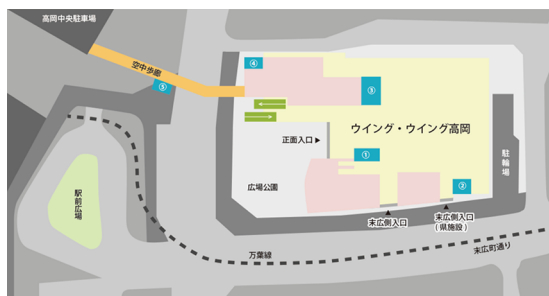 高岡中央駐車場
空中歩廊
⑤
④
③
ウイング・ウイング高岡
正面入口▶
①
駐輪場
広場公園
②
駅前広場
末広側入口
末広側入口
(県施設)
万葉線
末広町通り